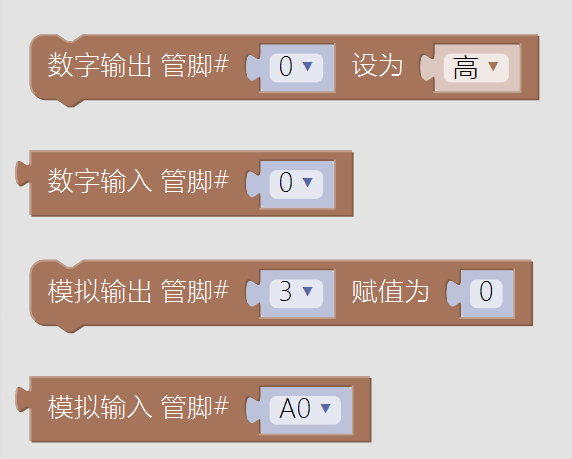 数字输出 管脚# 0 设为 高
数字输入 管脚# 0
模拟输出 管脚# 3 赋值为 0
模拟输入 管脚# A0